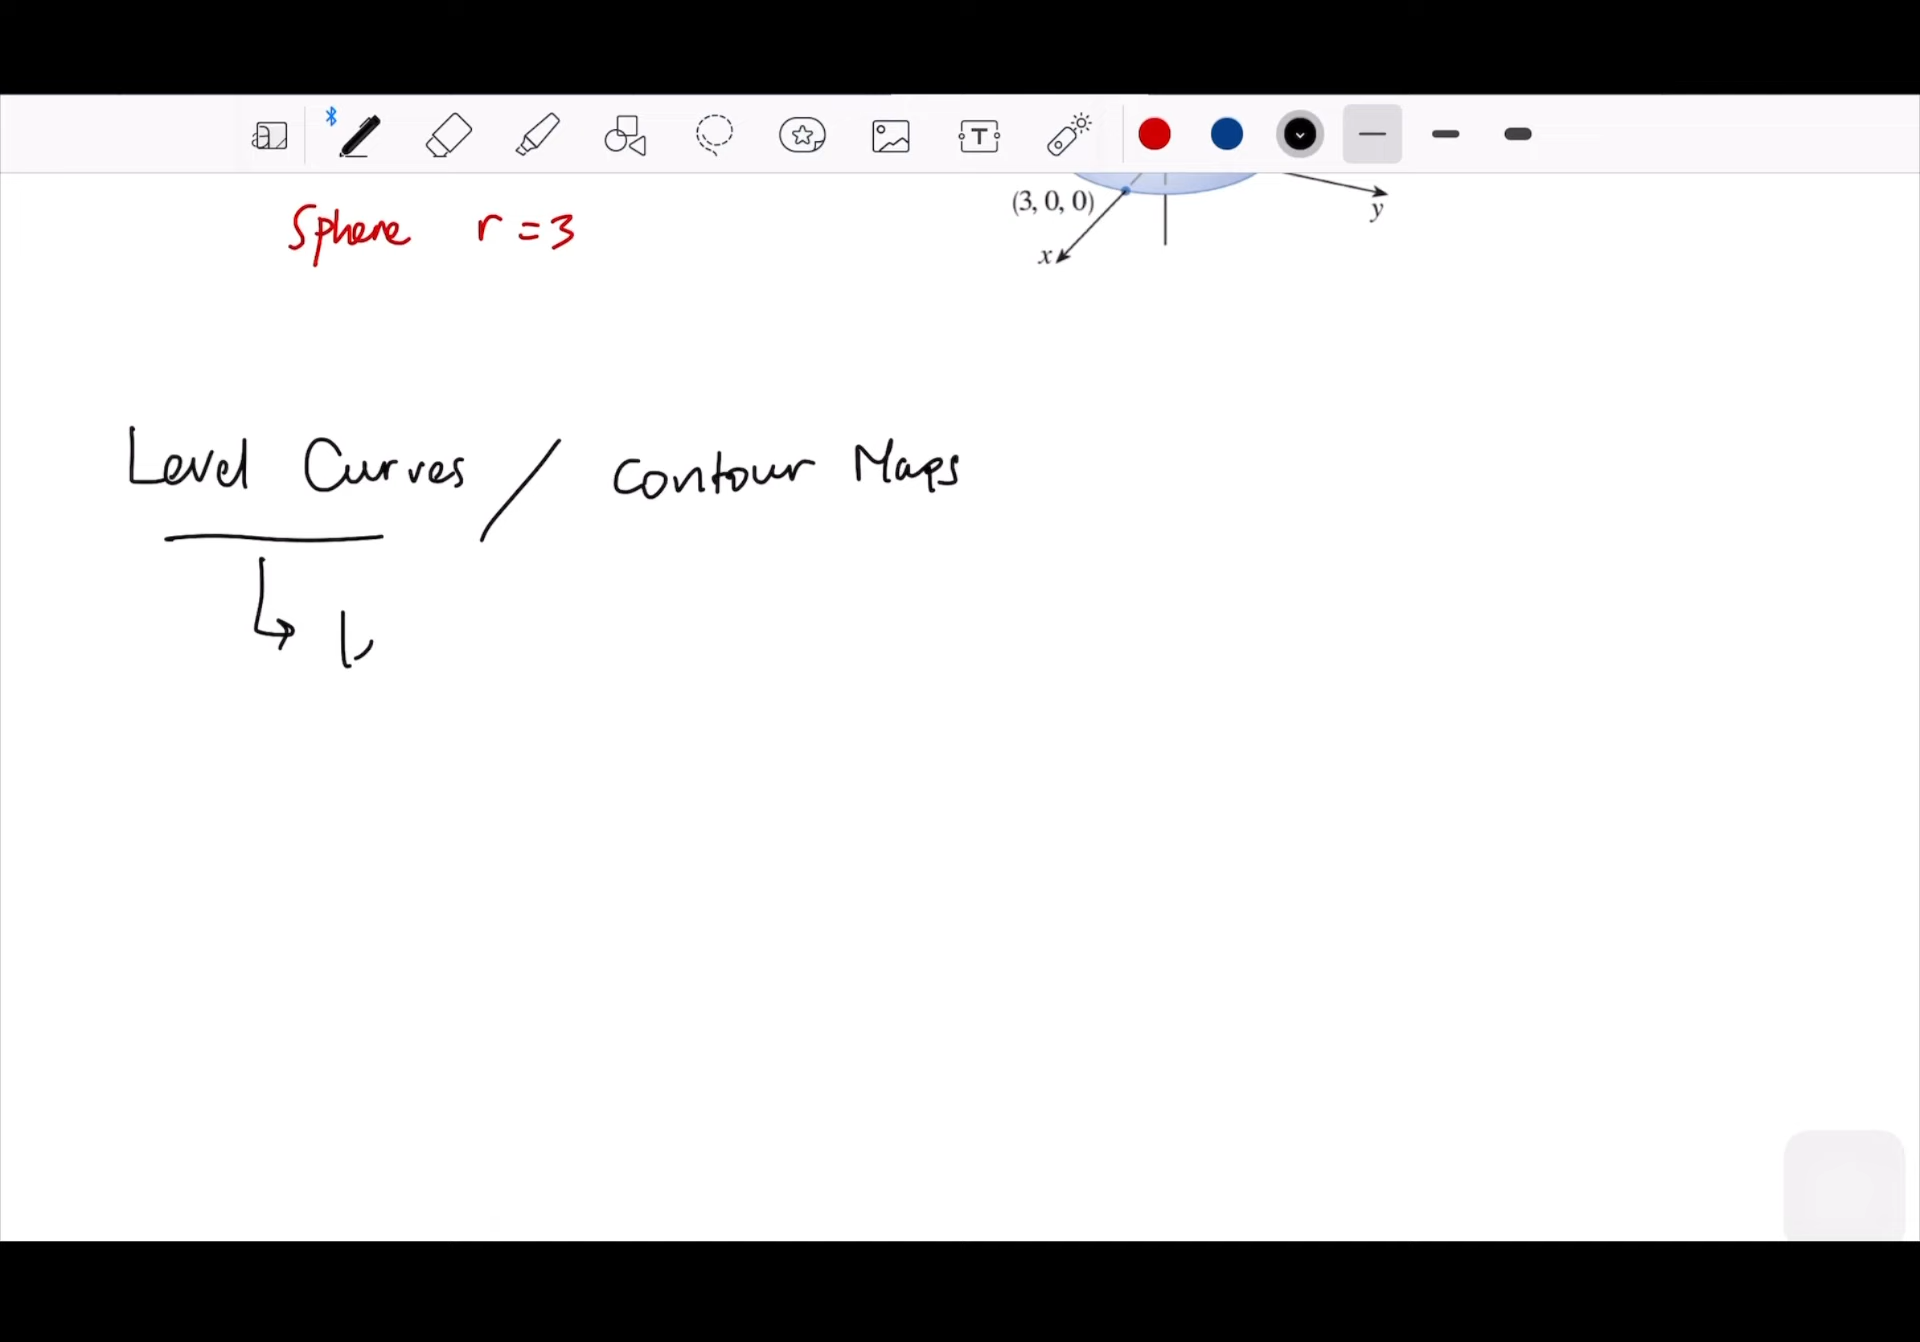 (3, 0, 0)
y
Sphere r = 3
x
Level Curves / Contour Maps